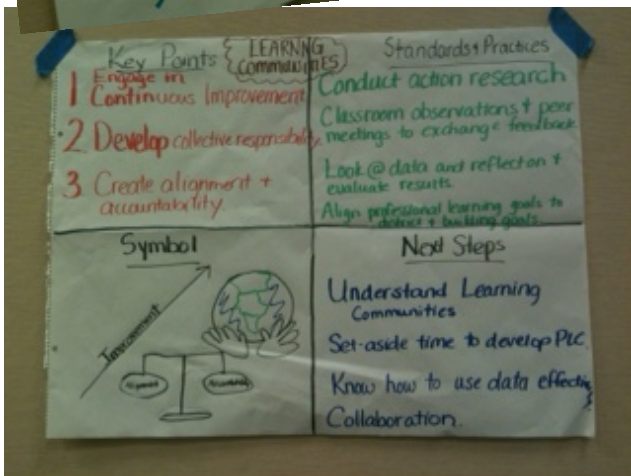 LEARNNG
Communities
Key Points
1 Engage in
Continuous Improvement
2 Develop collective responsibility
3 Create alignment +
accountability
Standards & Practices
Conduct action research
Classroom observations + peer
meetings to exchange feedback
Look @ data and reflect on +
evaluate results.
Align professional learning goals to
district + building goals.
Symbol
Improvement
Next Steps
Understand Learning
Communities
Set-aside time to develop PLC
Know how to use data
Collaboration.